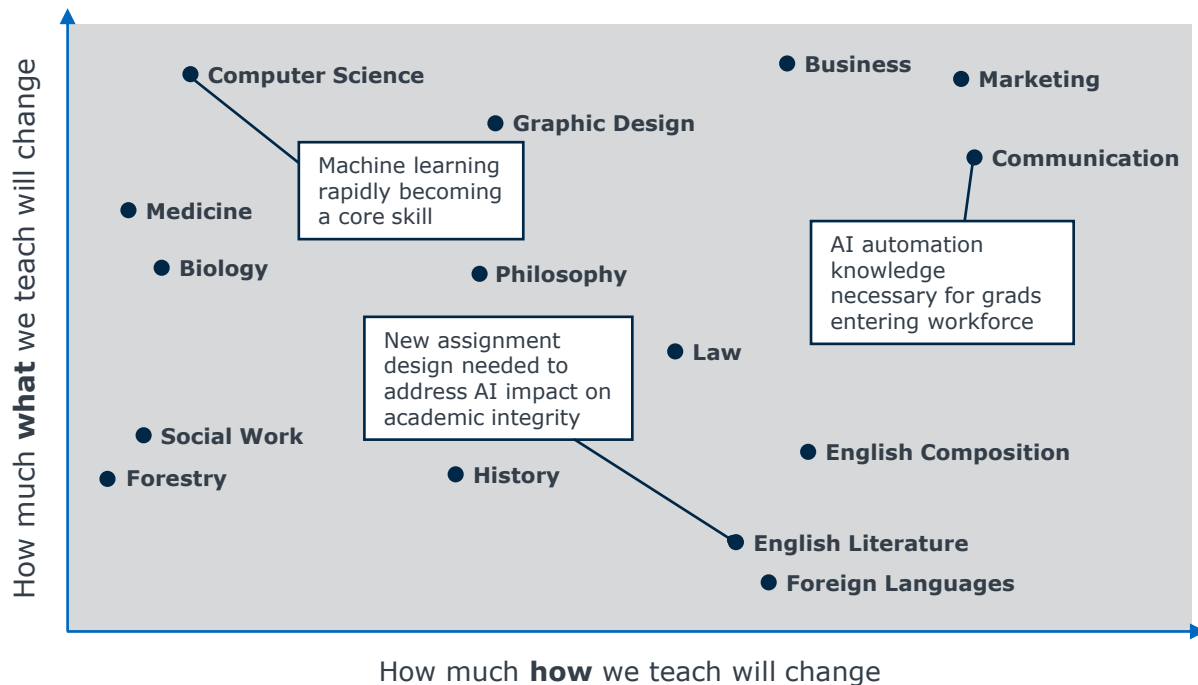 How much what we teach will change
Computer Science
Business
Marketing
Graphic Design
Communication
Machine learning
rapidly becoming
a core skill
Medicine
Biology
Philosophy
AI automation
knowledge
necessary for grads
entering workforce
New assignment
design needed to
address AI impact on
academic integrity
Law
Social Work
English Composition
Forestry
History
English Literature
Foreign Languages
How much how we teach will change